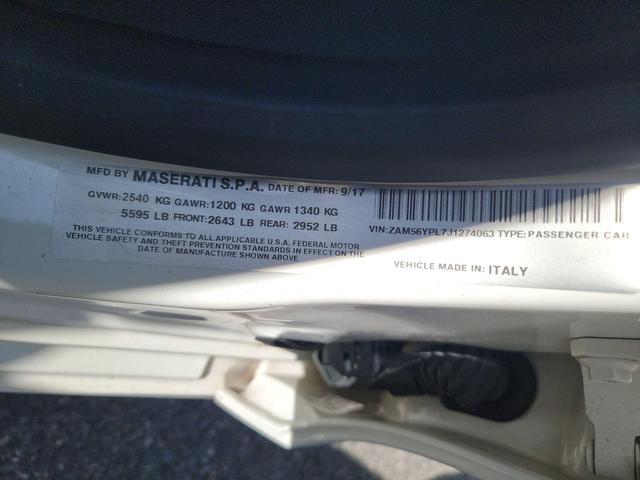 MFD BY MASERATI S.P.A. DATE OF MFR: 9/17
GVWR:2540 KG GAWR:1200 KG GAWR 1340 KG
5595 LB FRONT:2643 LB REAR: 2952 LB
THIS VEHICLE CONFORMS TO ALL APPLICABLE U.S.A. FEDERAL MOTOR
VEHICLE SAFETY AND THEFT PREVENTION STANDARDS IN EFFECT ON THE
DATE OF MANUFACTURE SHOWN ABOVE
VIN:ZAM56YPL7J1274063 TYPE:PASSENGER CAR
VEHICLE MADE IN: ITALY